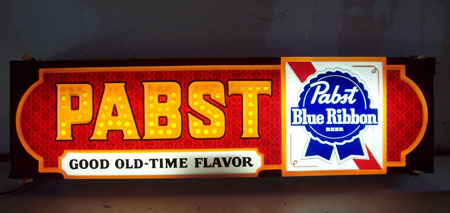 PABST
GOOD OLD-TIME FLAVOR
Pabst
Blue Ribbon
BEER